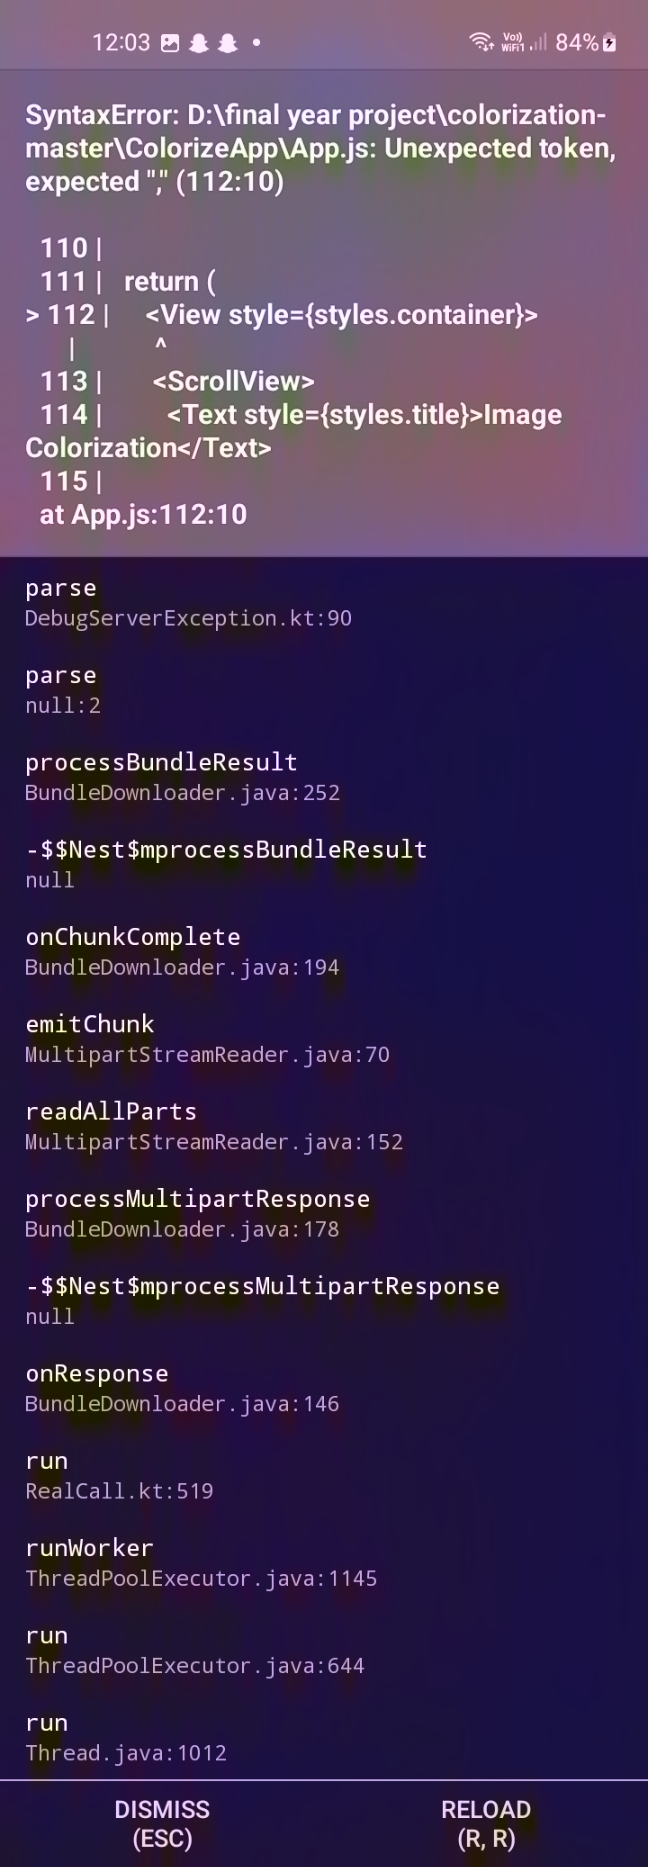 12:03
Vo))
WiFi1
84%
SyntaxError: D:\final year project\colorization-
master\ColorizeApp\App.js: Unexpected token,
expected "," (112:10)
110 |
111 | return (
> 112 | <View style={styles.container}>
| ^
113 | <ScrollView>
114 | <Text style={styles.title}>Image
Colorization</Text>
115 |
at App.js:112:10
parse
DebugServerException.kt:90
parse
null:2
processBundleResult
BundleDownloader.java:252
-$$Nest$mprocessBundleResult
null
onChunkComplete
BundleDownloader.java:194
emitChunk
MultipartStreamReader.java:70
readAllParts
MultipartStreamReader.java:152
processMultipartResponse
BundleDownloader.java:178
-$$Nest$mprocessMultipartResponse
null
onResponse
BundleDownloader.java:146
run
RealCall.kt:519
runWorker
ThreadPoolExecutor.java:1145
run
ThreadPoolExecutor.java:644
run
Thread.java:1012
DISMISS
(ESC)
RELOAD
(R, R)